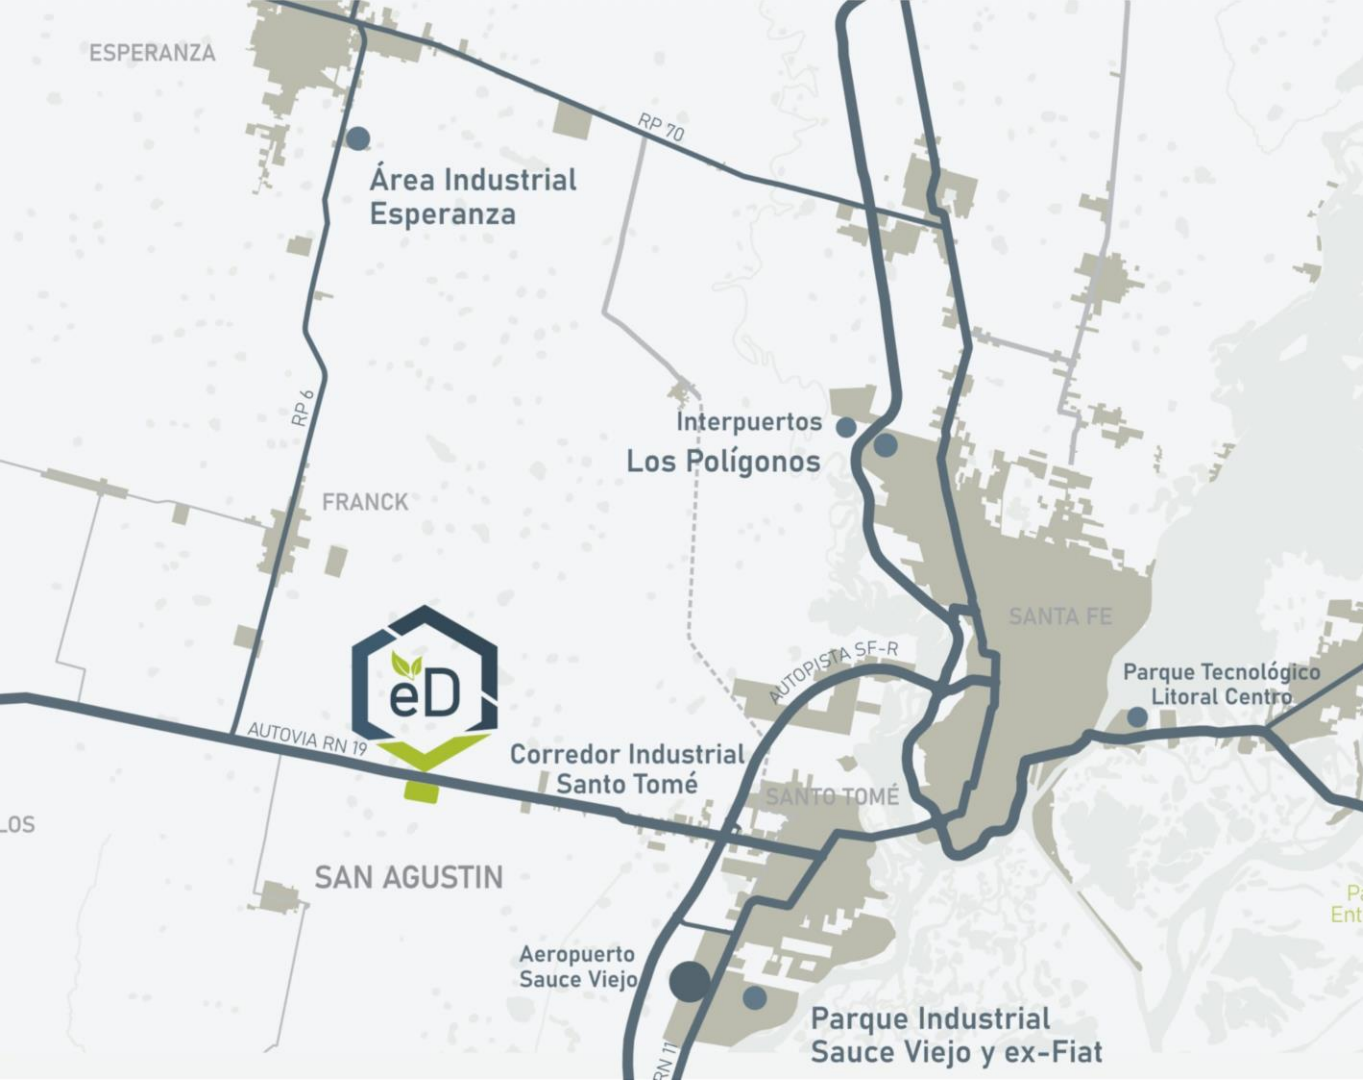 ESPERANZA
RP 70
Área Industrial
Esperanza
RP 6
Interpuertos
Los Polígonos
FRANCK
SANTA FE
AUTOPISTA SF-R
Parque Tecnológico
Litoral Centro
eD
AUTOVIA RN 19
Corredor Industrial
Santo Tomé
SANTO TOMÉ
LOS
SAN AGUSTIN
Pa
Ent
Aeropuerto
Sauce Viejo
Parque Industrial
Sauce Viejo y ex-Fiat
RN 11